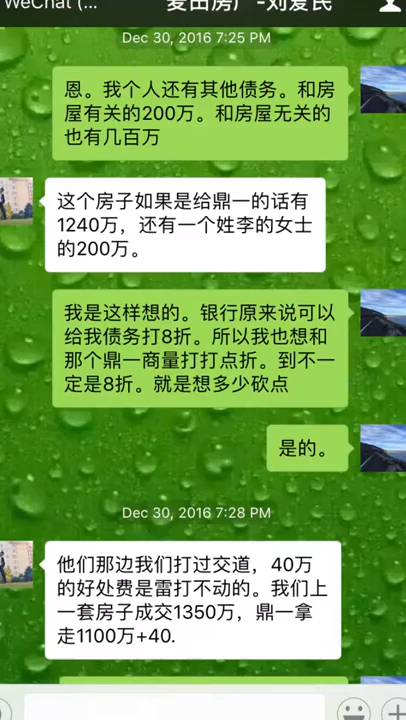 WeChat (...
麦田房产-刘爱民
Dec 30, 2016 7:25 PM
恩。我个人还有其他债务。和房
屋有关的200万。和房屋无关的
也有几百万
这个房子如果是给鼎一的话有
1240万，还有一个姓李的女士
的200万。
我是这样想的。银行原来说可以
给我债务打8折。所以我也想和
那个鼎一商量打打点折。到不一
定是8折。就是想多少砍点
是的。
Dec 30, 2016 7:28 PM
他们那边我们打过交道，40万
的好处费是雷打不动的。我们上
一套房子成交1350万，鼎一拿
走1100万+40.